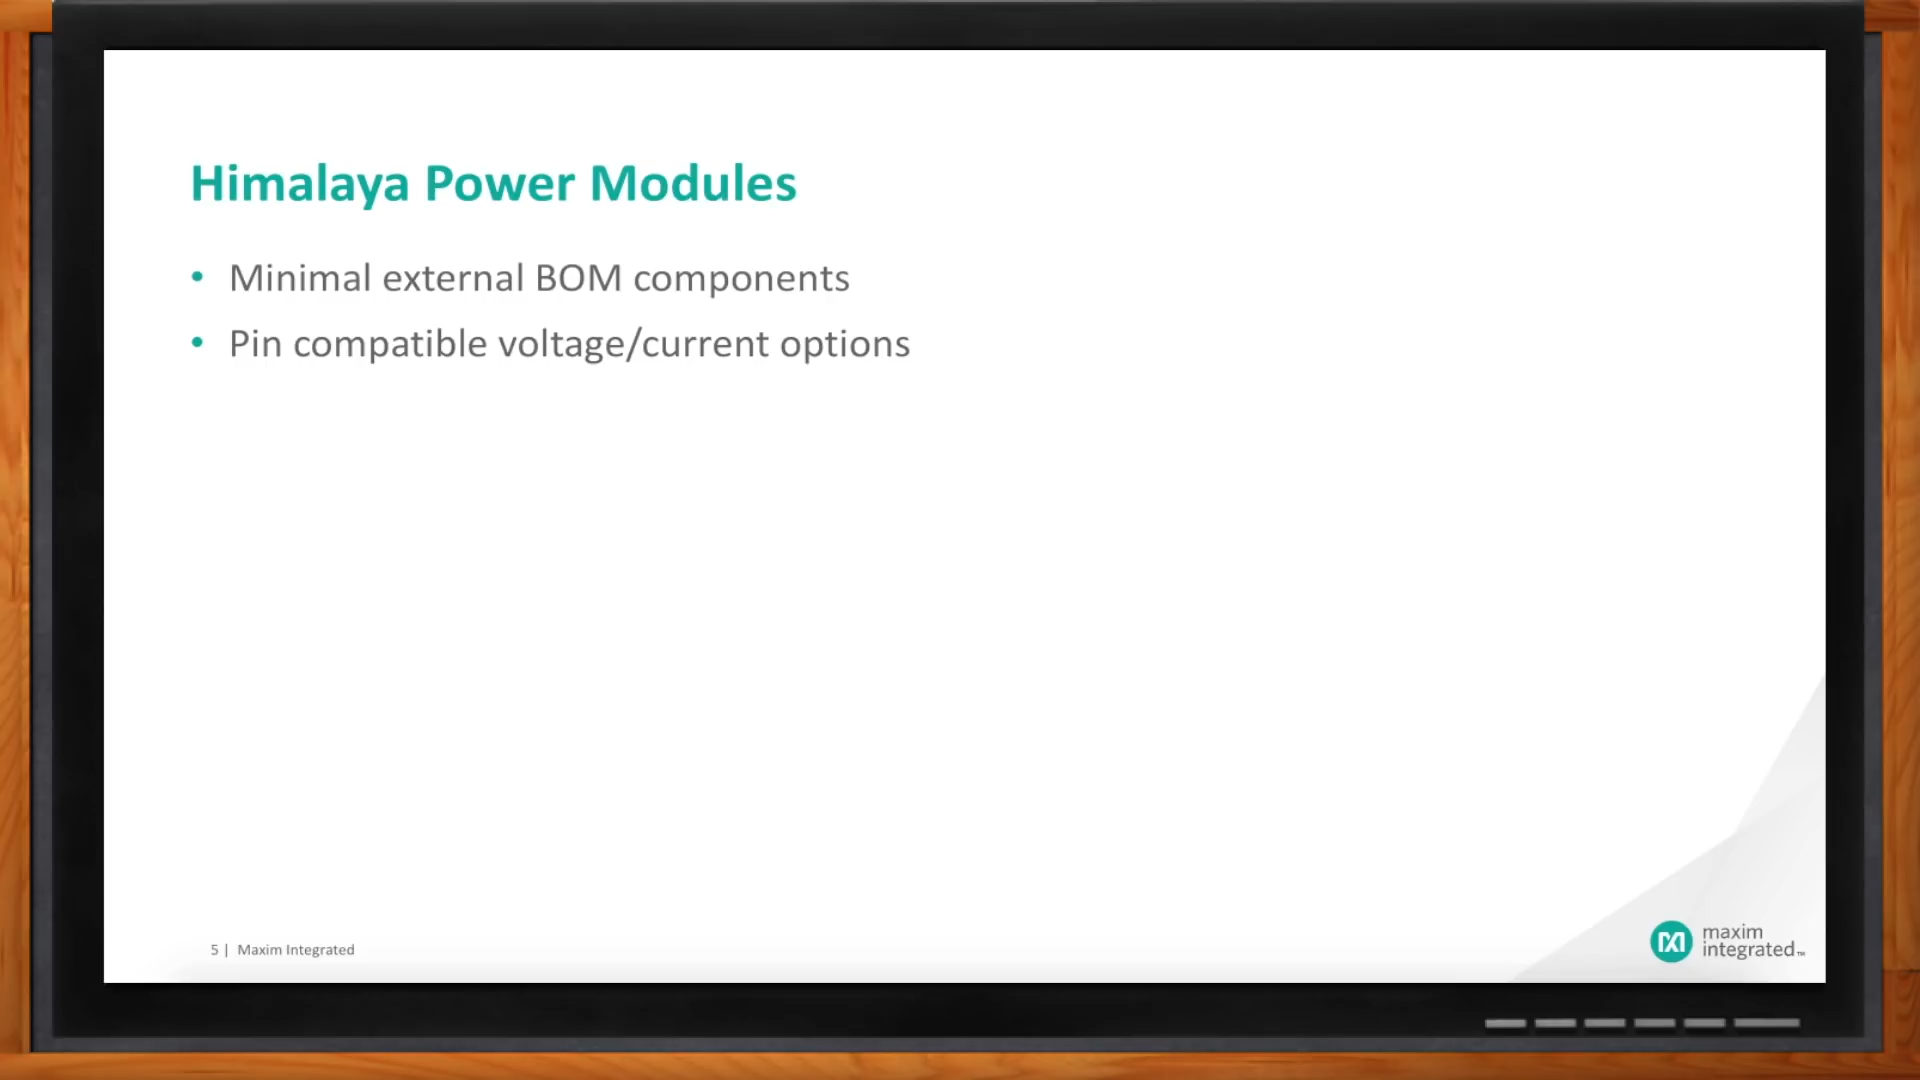 Himalaya Power Modules
• Minimal external BOM components
• Pin compatible voltage/current options
5 | Maxim Integrated
maxim
integrated™